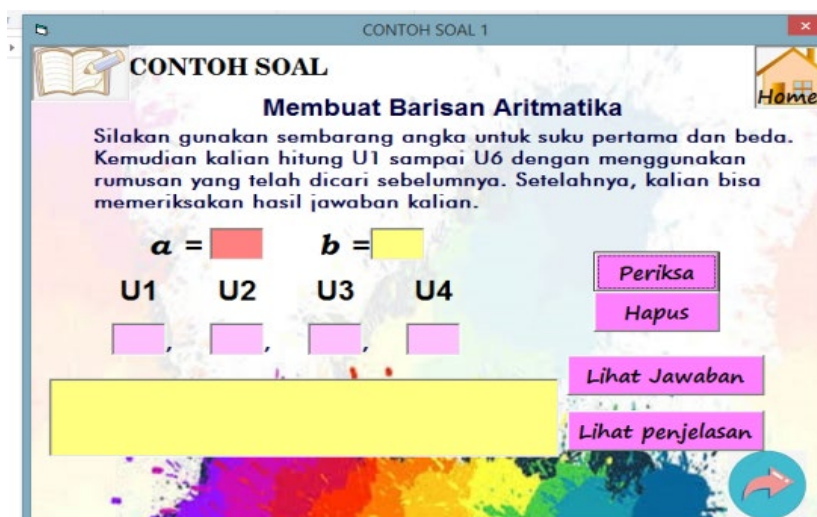 CONTOH SOAL 1
CONTOH SOAL
Home
Membuat Barisan Aritmatika
Silakan gunakan sembarang angka untuk suku pertama dan beda.
Kemudian kalian hitung U1 sampai U6 dengan menggunakan
rumusan yang telah dicari sebelumnya. Setelahnya, kalian bisa
memeriksakan hasil jawaban kalian.
a = b =
Periksa
U1 U2 U3 U4
Hapus
, , ,
Lihat Jawaban
Lihat penjelasan